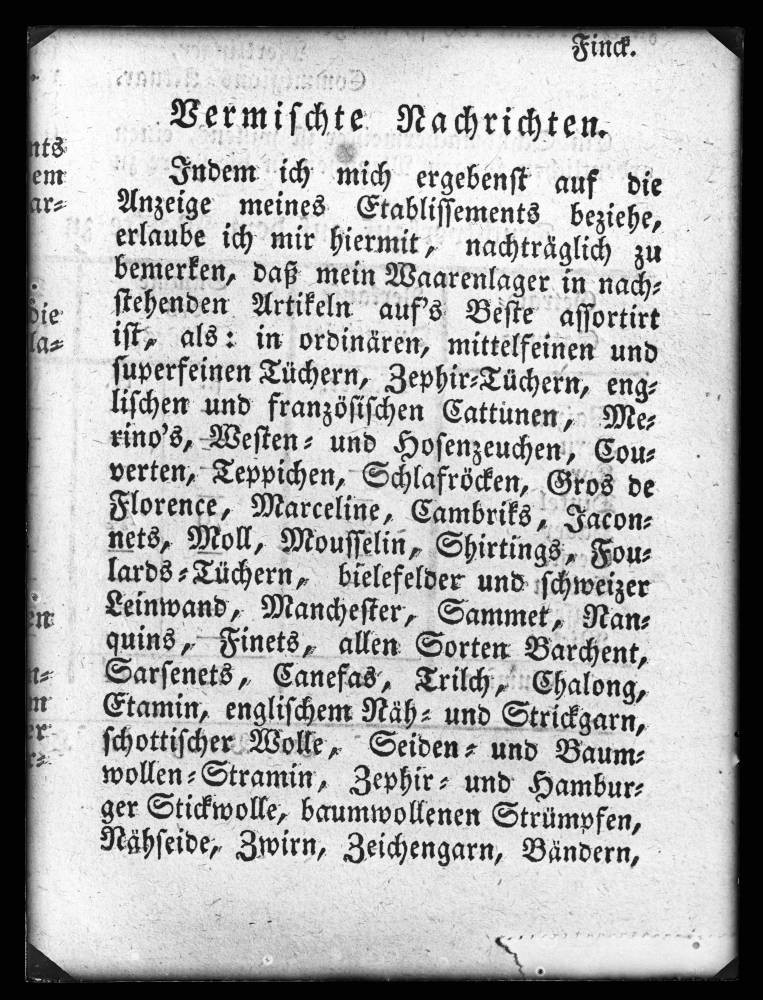 Finck.
Vermischte Nachrichten.
Indem ich mich ergebenst auf die
Anzeige meines Etablissements beziehe,
erlaube ich mir hiermit, nachträglich zu
bemerken, daß mein Waarenlager in nach-
stehenden Artikeln auf's Beste assortirt
ist, als: in ordinären, mittelfeinen und
superfeinen Tüchern, Zephir-Tüchern, eng-
lischen und französischen Cattunen, Me-
rino's, Westen- und Hosenzeuchen, Cou-
verten, Teppichen, Schlafröcken, Gros de
Florence, Marceline, Cambriks, Jacon-
nets, Moll, Mousselin, Shirtings, Fou-
lards-Tüchern, bielefelder und schweizer
Leinwand, Manchester, Sammet, Nan-
quins, Finets, allen Sorten Barchent,
Sarsenets, Canefas, Trilch, Chalong,
Etamin, englischem Näh- und Strickgarn,
schottischer Wolle, Seiden- und Baum-
wollen-Stramin, Zephir- und Hambur-
ger Stickwolle, baumwollenen Strümpfen,
Nähseide, Zwirn, Zeichengarn, Bändern,